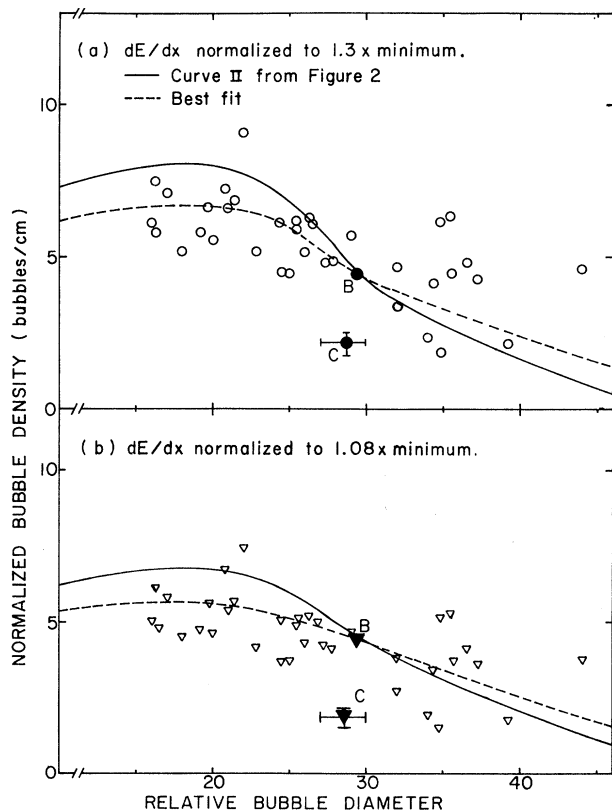 (a) dE/dx normalized to 1.3 x minimum.
Curve II from Figure 2
Best fit
10
5
0
B
C
(b) dE/dx normalized to 1.08 x minimum.
10
5
0
B
C
20 30 40
RELATIVE BUBBLE DIAMETER
NORMALIZED BUBBLE DENSITY (bubbles/cm)